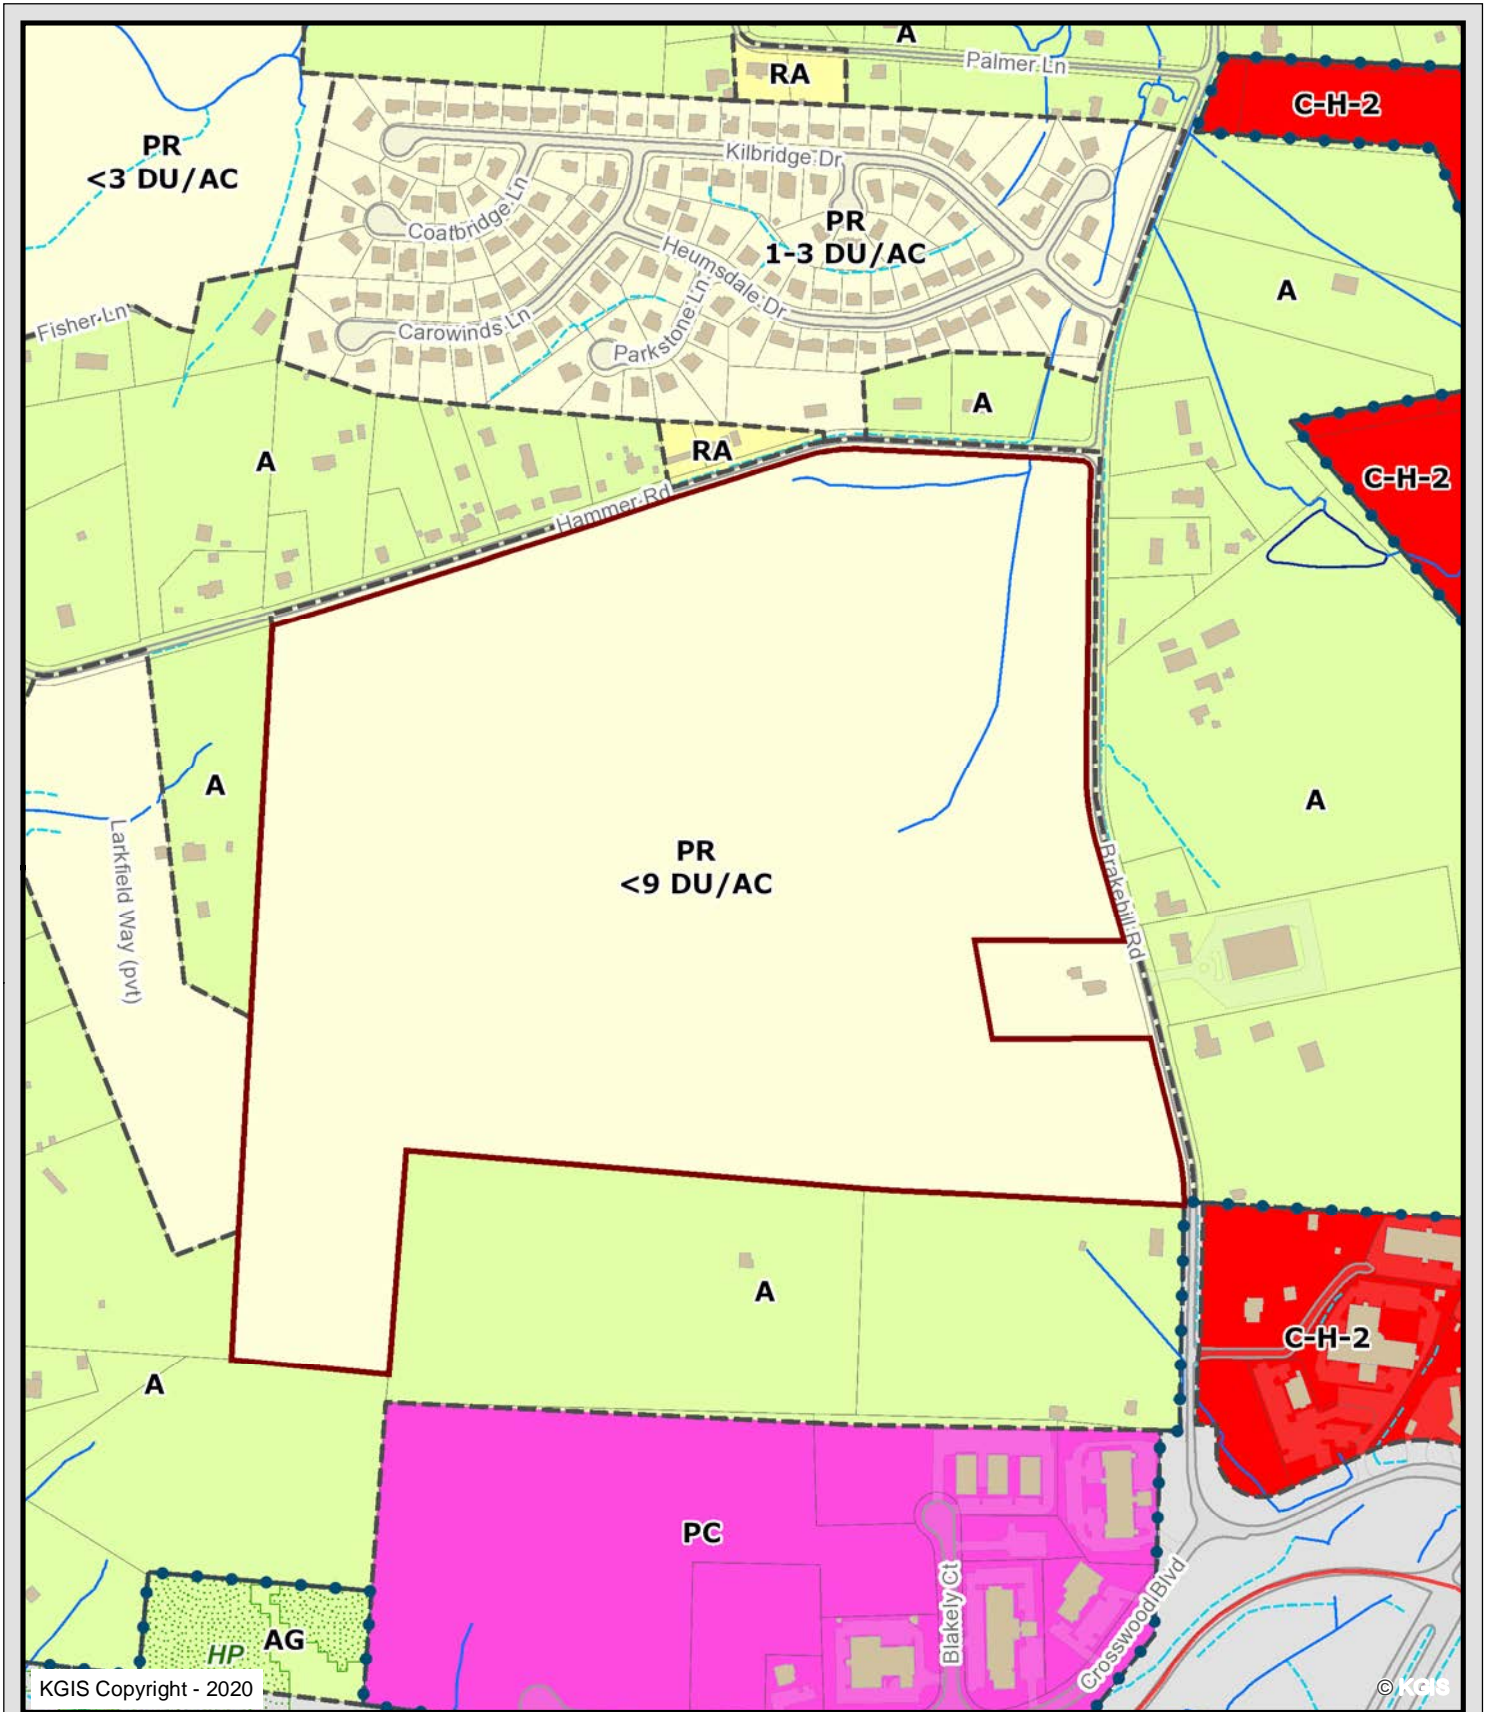 A
Palmer Ln
RA
C-H-2
PR
<3 DU/AC
Kilbridge Dr
Coatbridge Ln
PR
1-3 DU/AC
Heumsdale Dr
A
Fisher Ln
Carowinds Ln
Parkstone Ln
A
RA
A
C-H-2
Hammer Rd
A
A
Larkfield Way (pvt)
PR
<9 DU/AC
Brakebill Rd
A
C-H-2
A
PC
Blakely Ct
Crosswood Blvd
AG
HP
KGIS Copyright - 2020
© KGIS